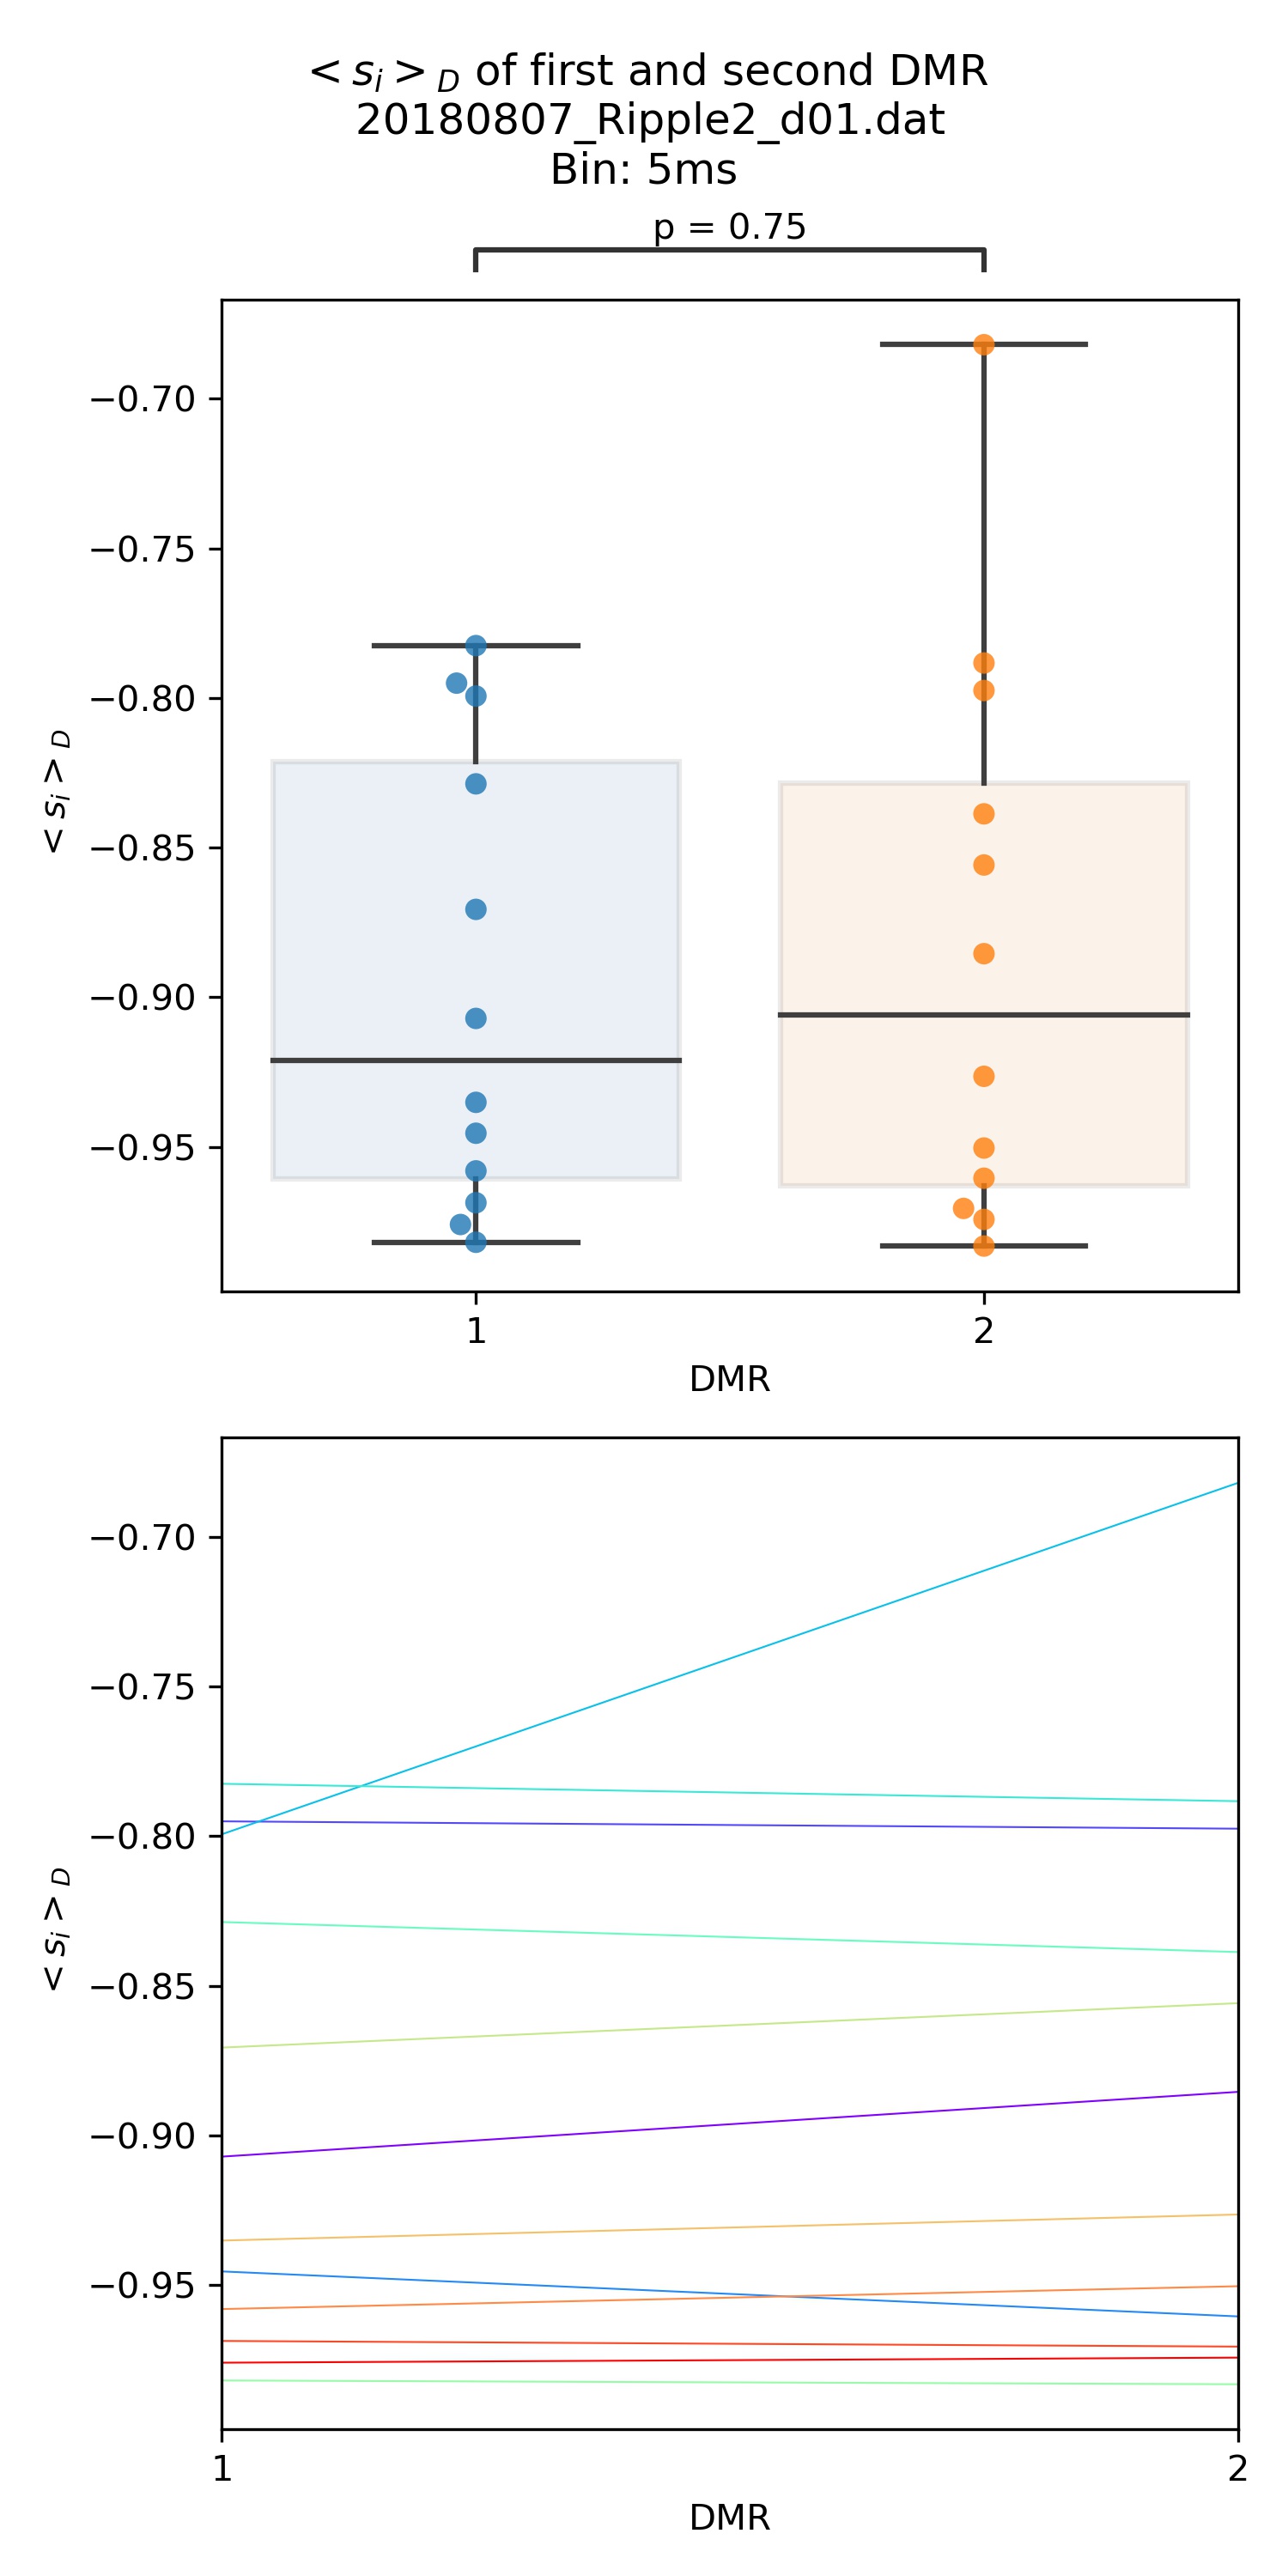 < s_i >_D of first and second DMR
20180807_Ripple2_d01.dat
Bin: 5ms
p = 0.75
−0.70
−0.75
−0.80
−0.85
−0.90
−0.95
< s_i >_D
1 2
DMR
−0.70
−0.75
−0.80
−0.85
−0.90
−0.95
< s_i >_D
1 2
DMR